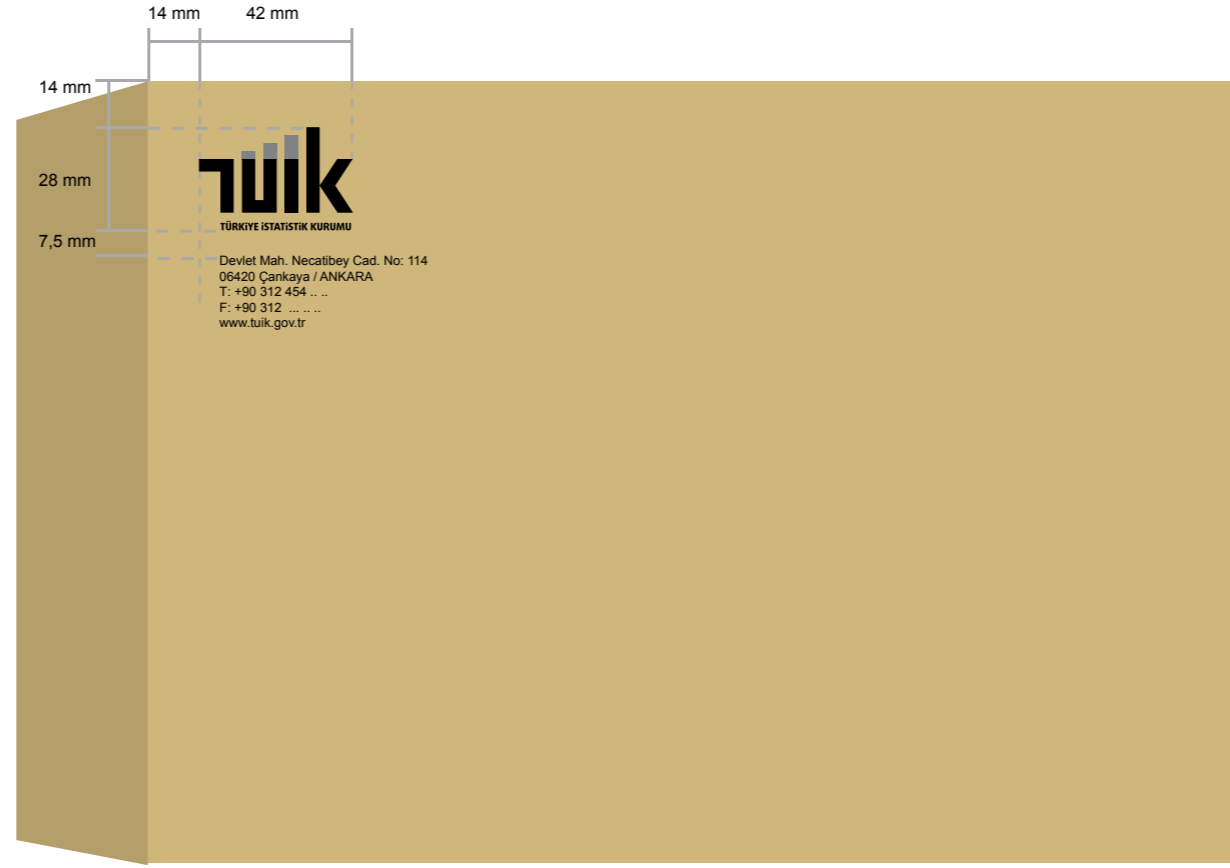 14 mm 42 mm
14 mm
28 mm
7,5 mm
TUIK
TÜRKİYE İSTATİSTİK KURUMU
Devlet Mah. Necatibey Cad. No: 114
06420 Çankaya / ANKARA
T: +90 312 454 .. ..
F: +90 312 ... .. ..
www.tuik.gov.tr